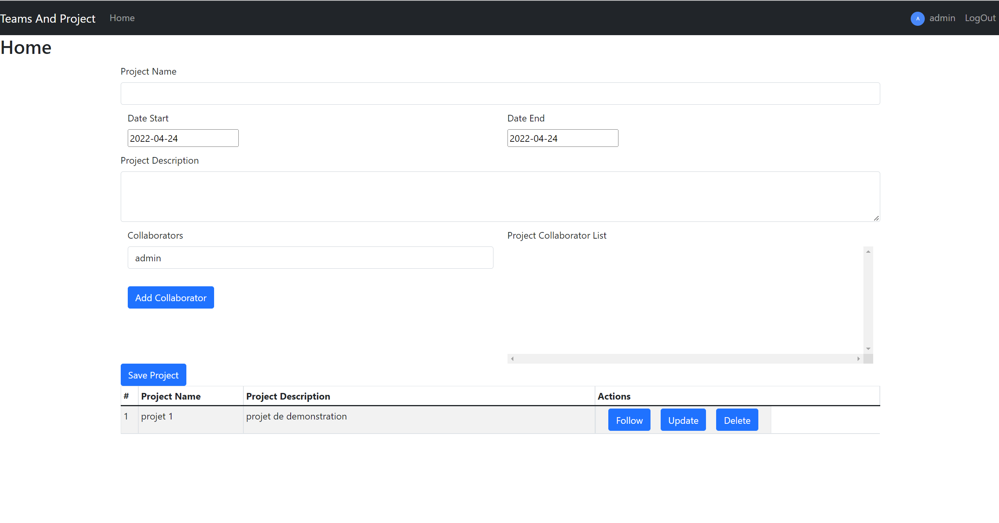 Teams And Project Home A admin LogOut
Home
Project Name
Date Start Date End
2022-04-24 2022-04-24
Project Description
Collaborators Project Collaborator List
admin
Add Collaborator
Save Project
# Project Name Project Description Actions
1 projet 1 projet de demonstration Follow Update Delete